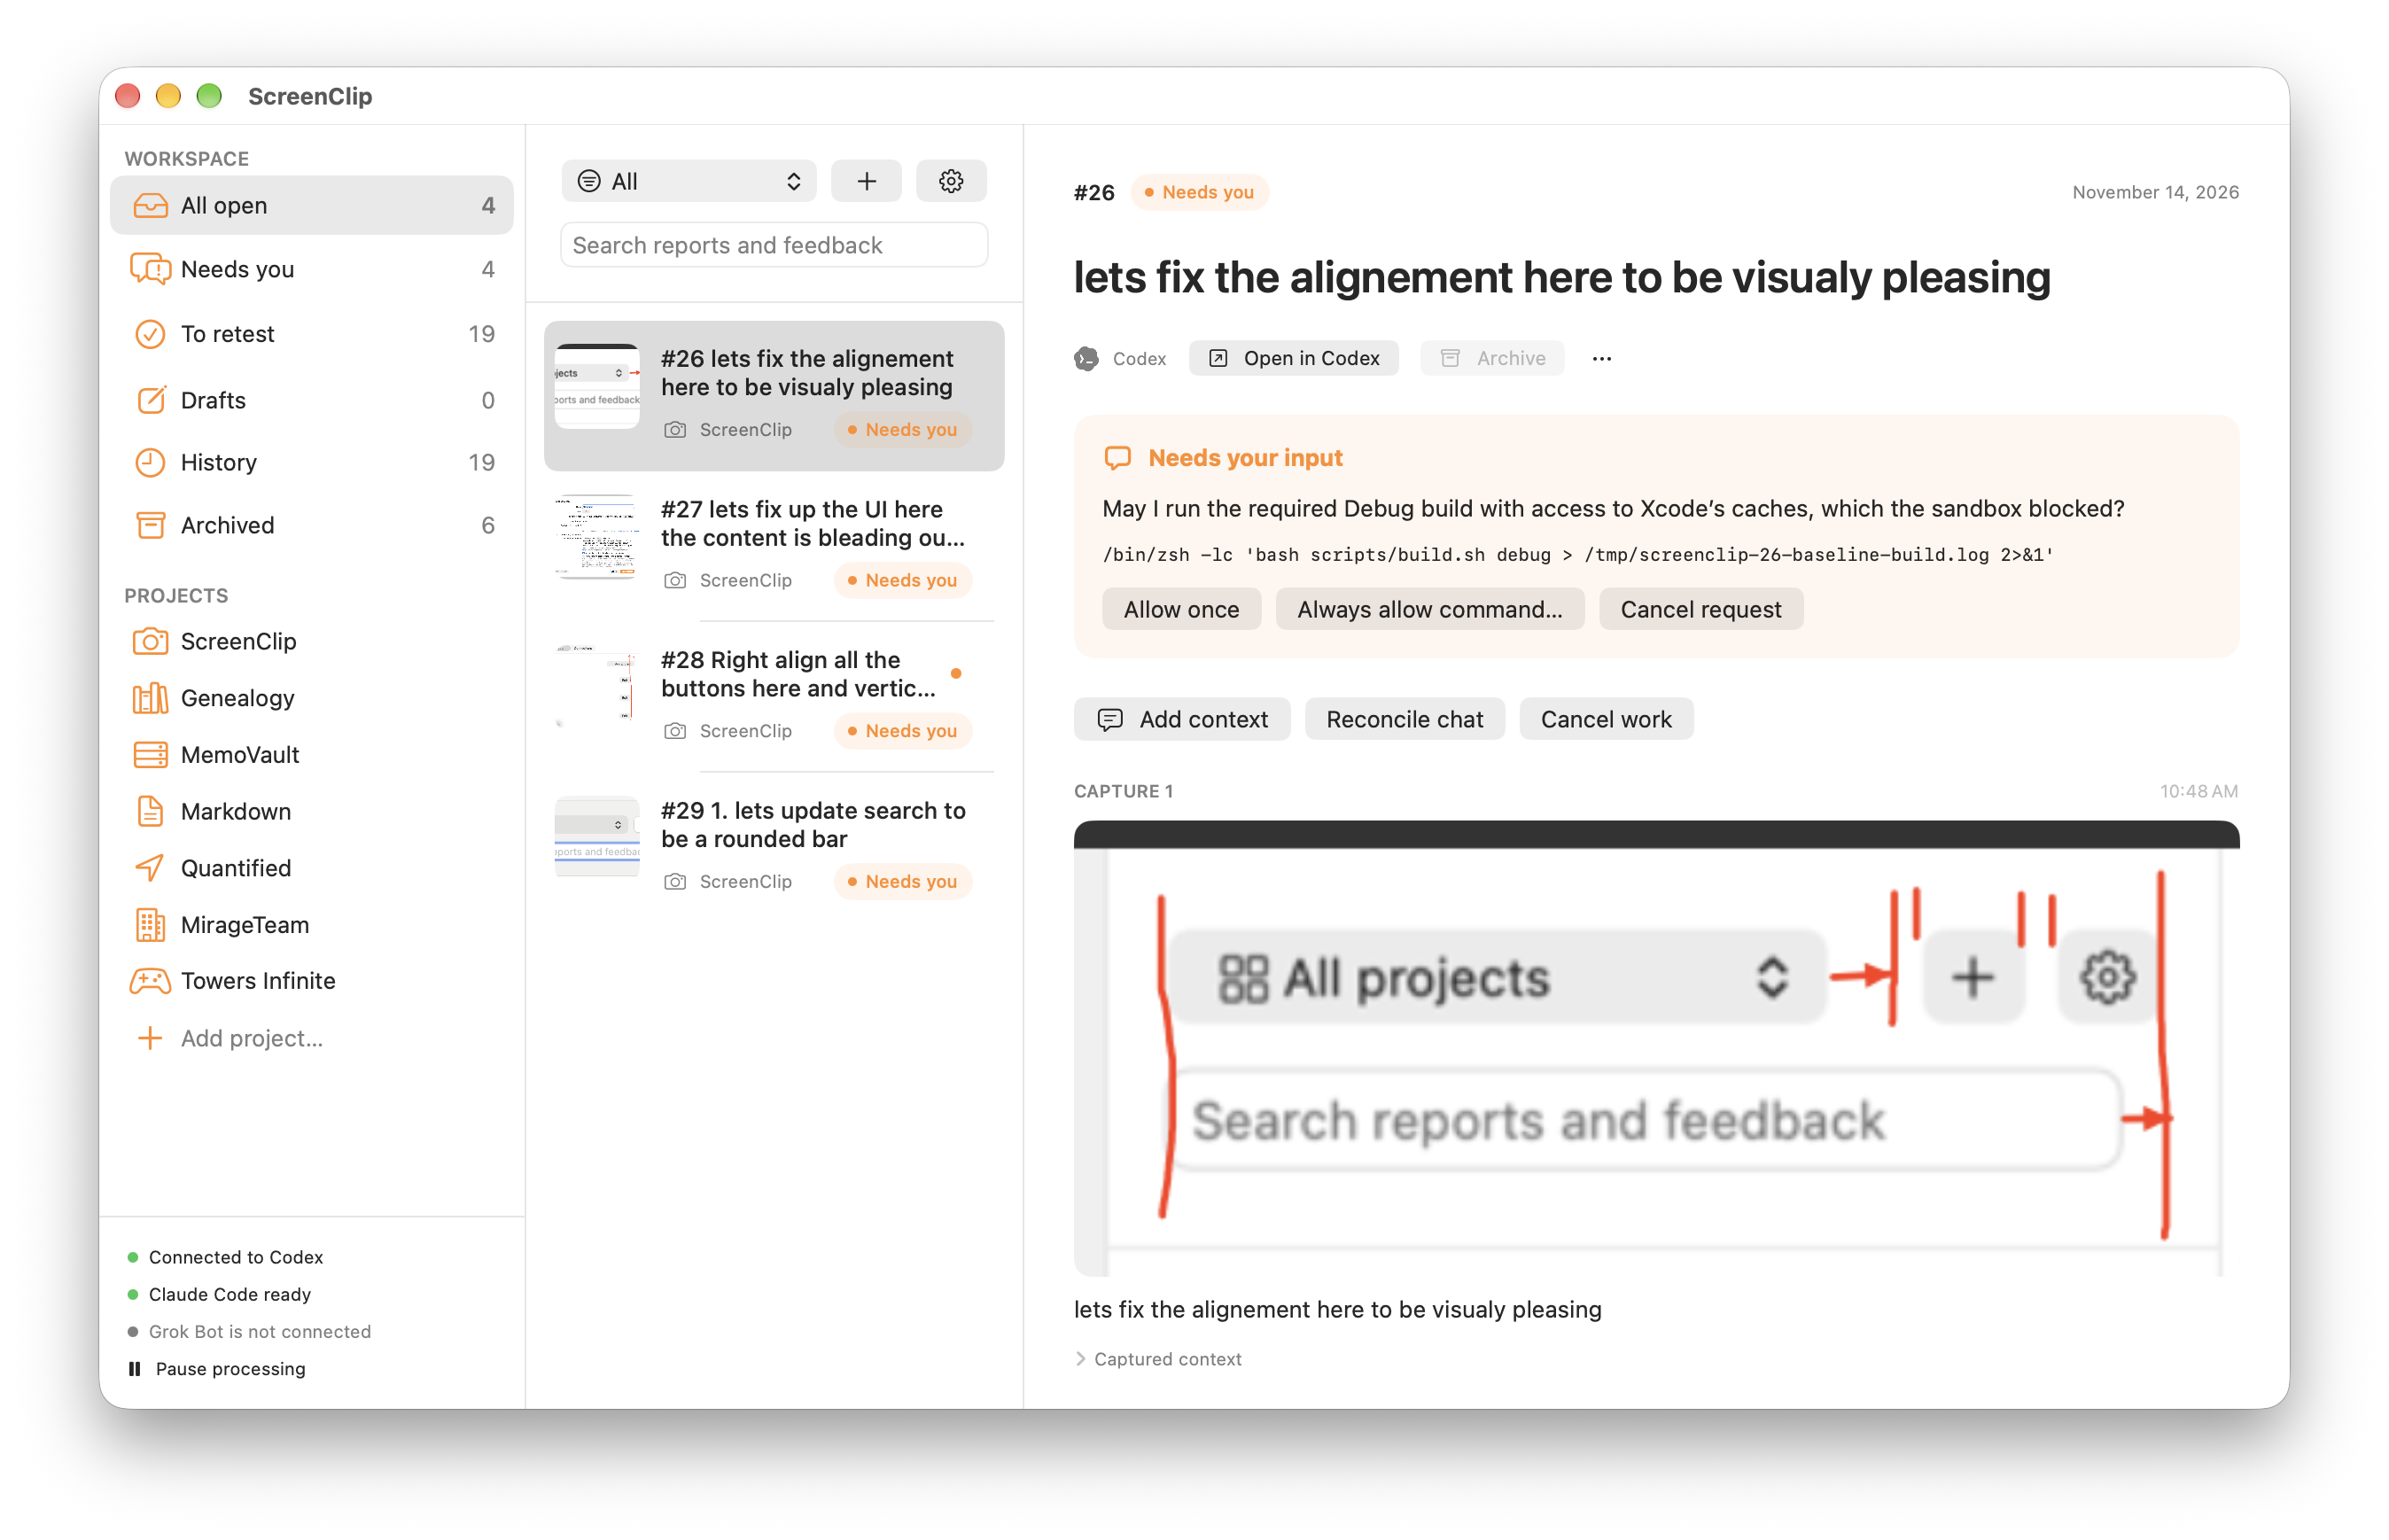 ScreenClip
WORKSPACE
All open 4
Needs you 4
To retest 19
Drafts 0
History 19
Archived 6
PROJECTS
ScreenClip
Genealogy
MemoVault
Markdown
Quantified
MirageTeam
Towers Infinite
Add project...
Connected to Codex
Claude Code ready
Grok Bot is not connected
Pause processing
All
Search reports and feedback
jects
orts and feedback
#26 lets fix the alignement
here to be visualy pleasing
ScreenClip Needs you
#27 lets fix up the UI here
the content is bleading ou...
ScreenClip Needs you
#28 Right align all the
buttons here and vertic...
ScreenClip Needs you
eports and feedbac
#29 1. lets update search to
be a rounded bar
ScreenClip Needs you
#26 Needs you November 14, 2026
lets fix the alignement here to be visualy pleasing
Codex Open in Codex Archive ...
Needs your input
May I run the required Debug build with access to Xcode’s caches, which the sandbox blocked?
/bin/zsh -lc 'bash scripts/build.sh debug > /tmp/screenclip-26-baseline-build.log 2>&1'
Allow once Always allow command... Cancel request
Add context Reconcile chat Cancel work
CAPTURE 1 10:48 AM
All projects
Search reports and feedback
lets fix the alignement here to be visualy pleasing
Captured context